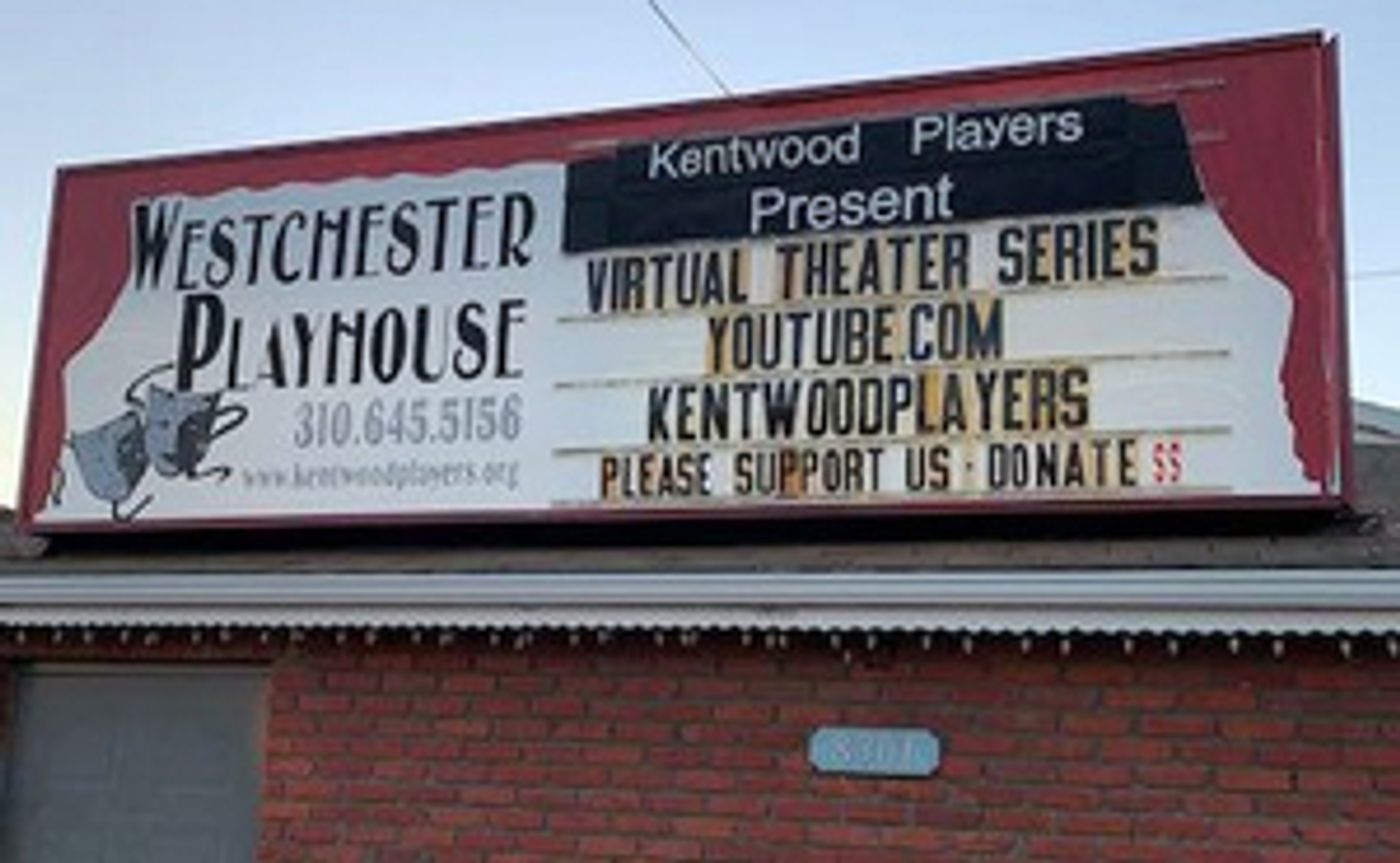 WESTCHESTER
PLAYHOUSE
310.645.5156
www.kentwoodplayers.org
Kentwood Players
Present
VIRTUAL THEATER SERIES
YOUTUBE.COM
KENTWOODPLAYERS
PLEASE SUPPORT US · DONATE $$